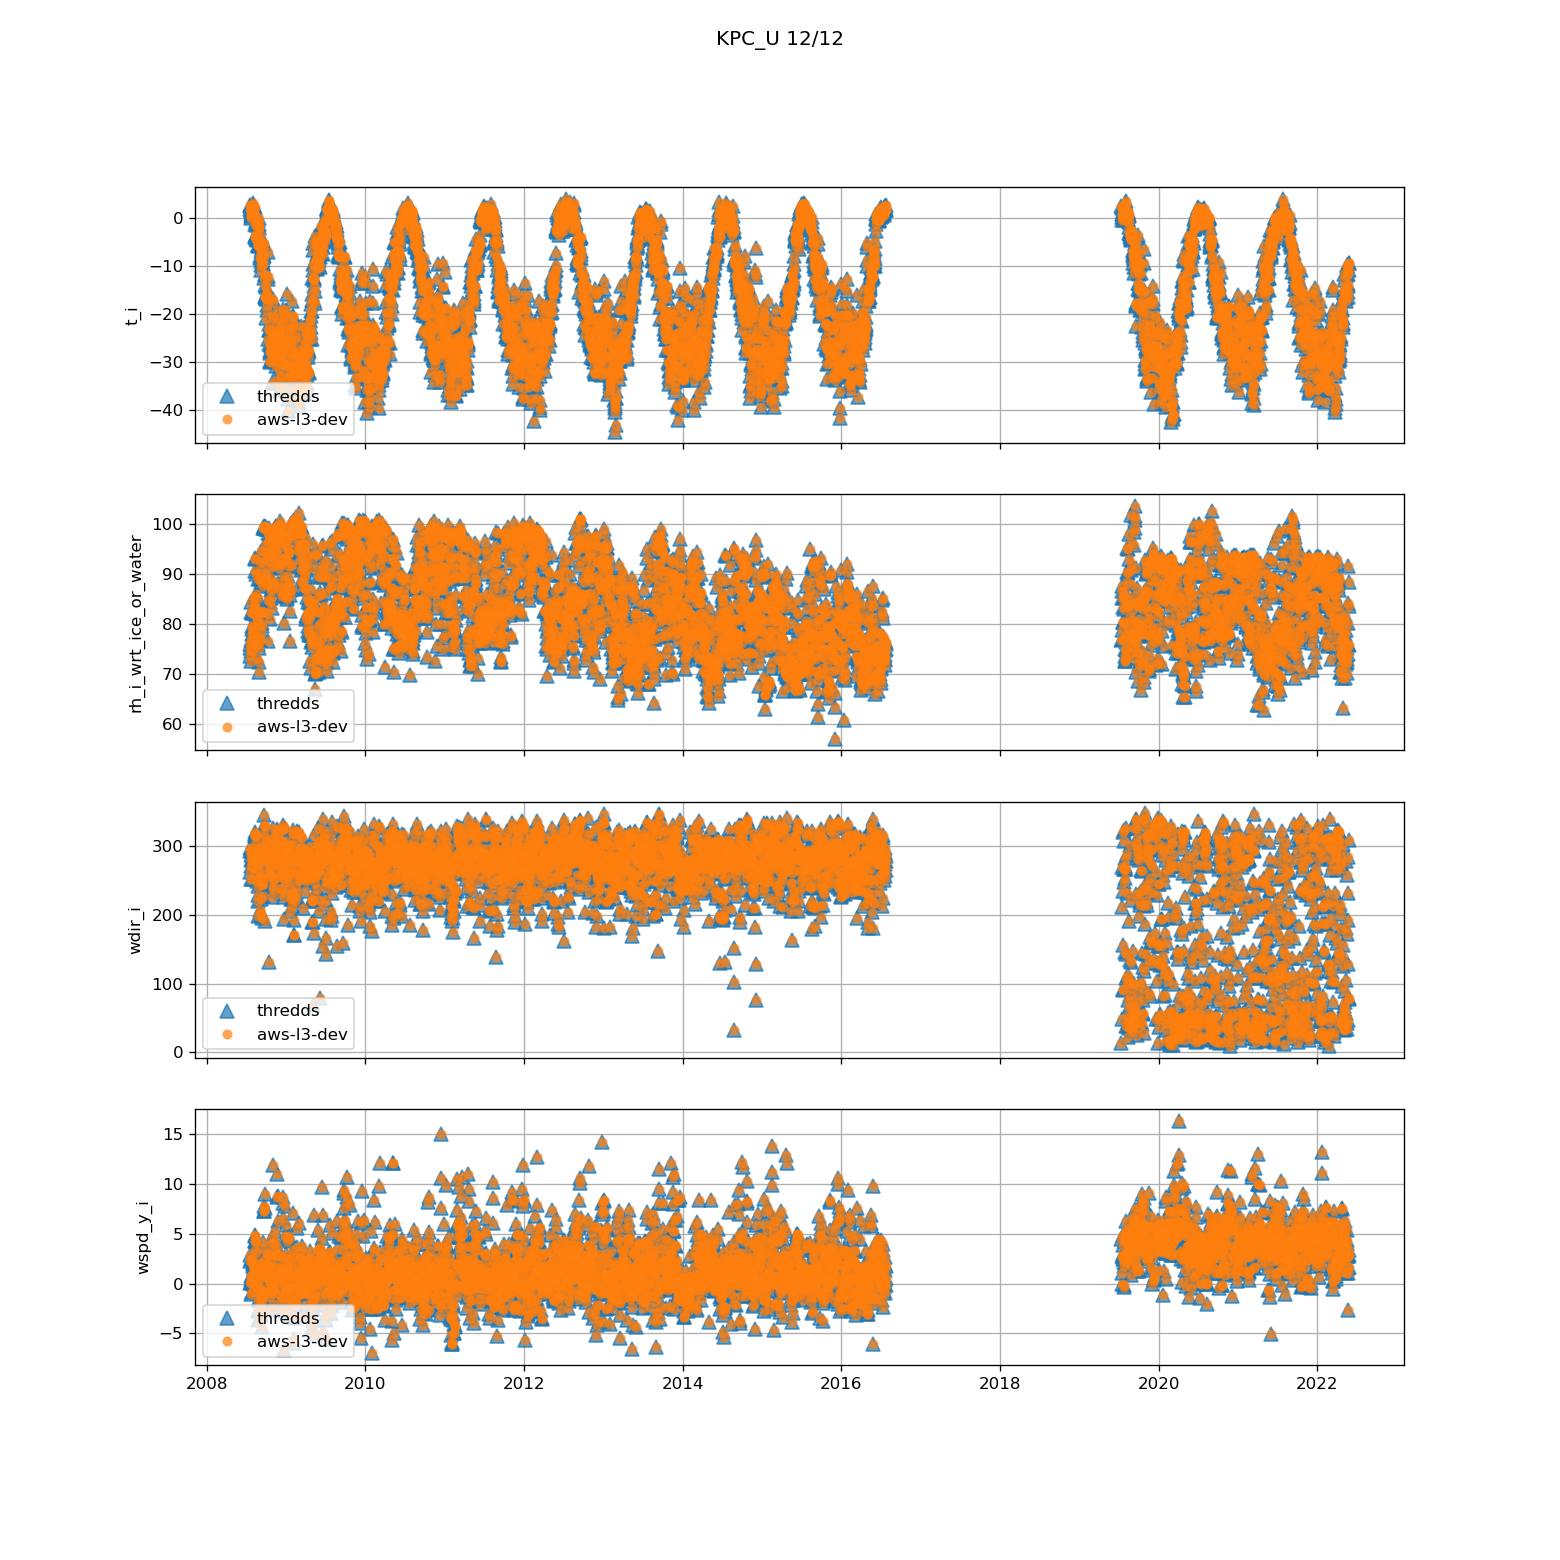 KPC_U 12/12
0
−10
−20
−30
−40
t_i
thredds
aws-l3-dev
100
90
80
70
60
rh_i_wrt_ice_or_water
thredds
aws-l3-dev
300
200
100
0
wdir_i
thredds
aws-l3-dev
15
10
5
0
−5
wspd_y_i
thredds
aws-l3-dev
2008 2010 2012 2014 2016 2018 2020 2022